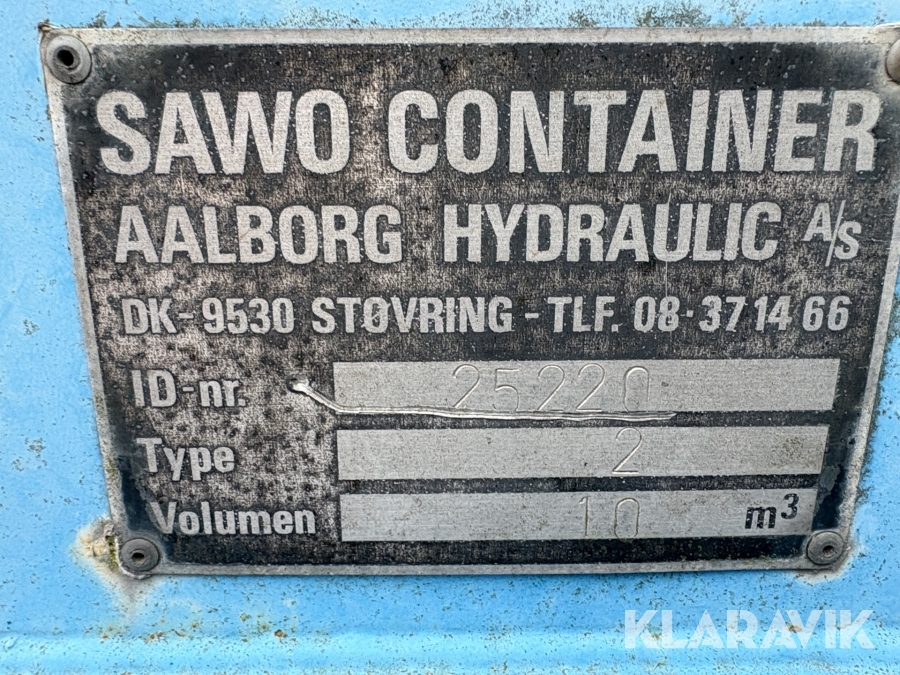 SAWO CONTAINER
AALBORG HYDRAULIC A/S
DK-9530 STØVRING - TLF. 08·37 14 66
ID-nr. 25220
Type 2
Volumen 10 m³
KLARAVIK